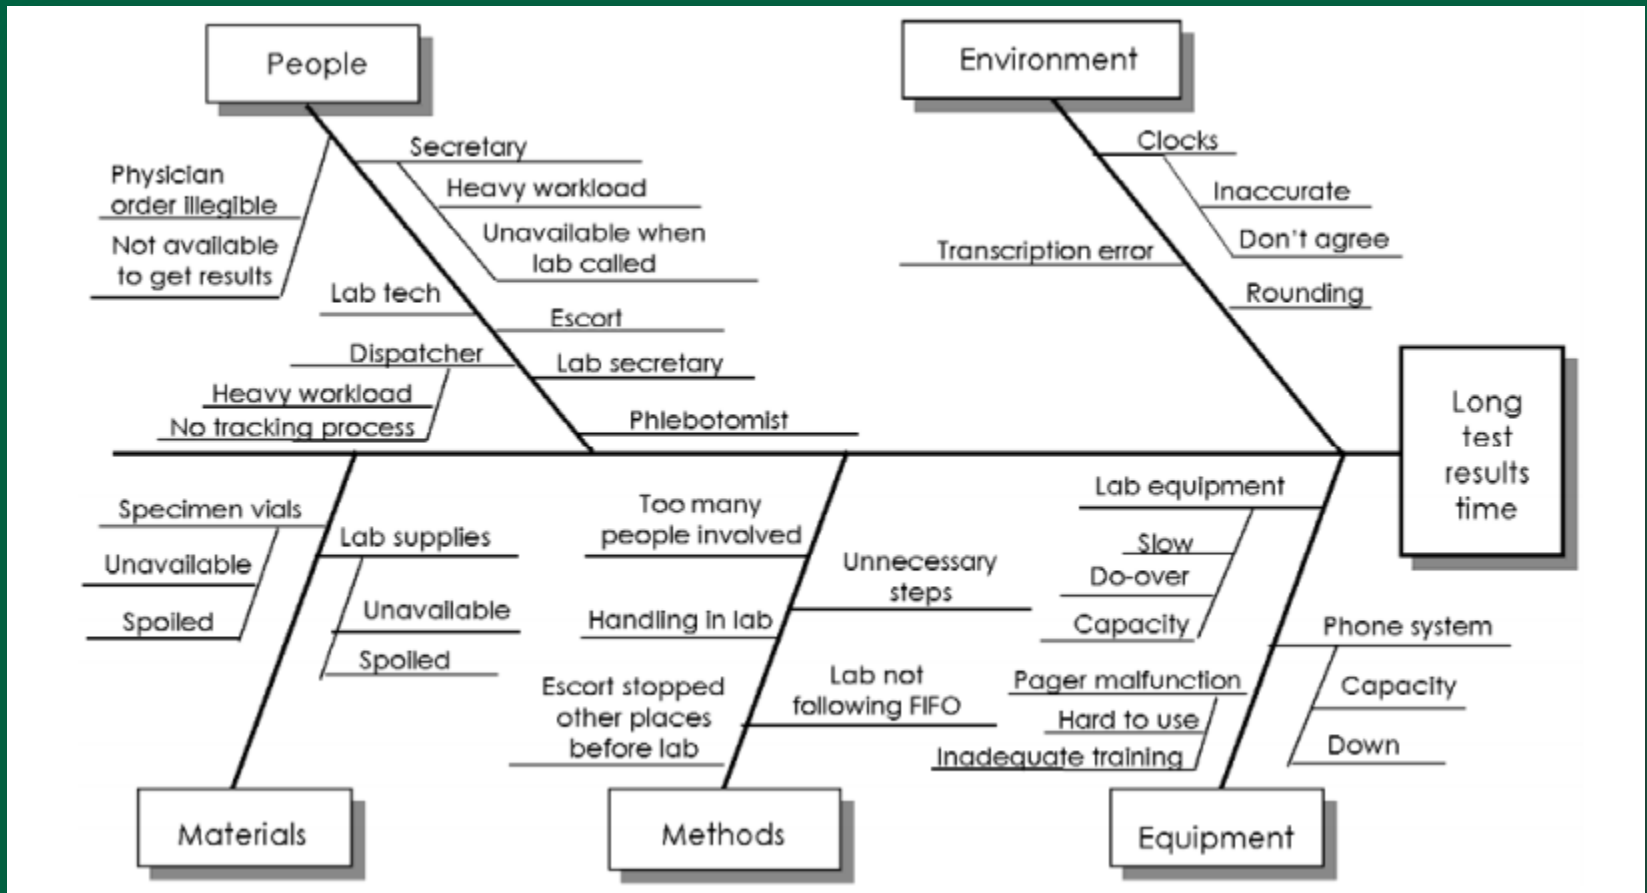 People
Environment
Secretary
Heavy workload
Unavailable when
lab called
Physician
order illegible
Not available
to get results
Lab tech
Escort
Dispatcher
Heavy workload
No tracking process
Lab secretary
Phlebotomist
Clocks
Inaccurate
Don't agree
Transcription error
Rounding
Long
test
results
time
Specimen vials
Unavailable
Spoiled
Lab supplies
Unavailable
Spoiled
Too many
people involved
Unnecessary
steps
Handling in lab
Lab not
following FIFO
Escort stopped
other places
before lab
Lab equipment
Slow
Do-over
Capacity
Phone system
Capacity
Down
Pager malfunction
Hard to use
Inadequate training
Materials
Methods
Equipment